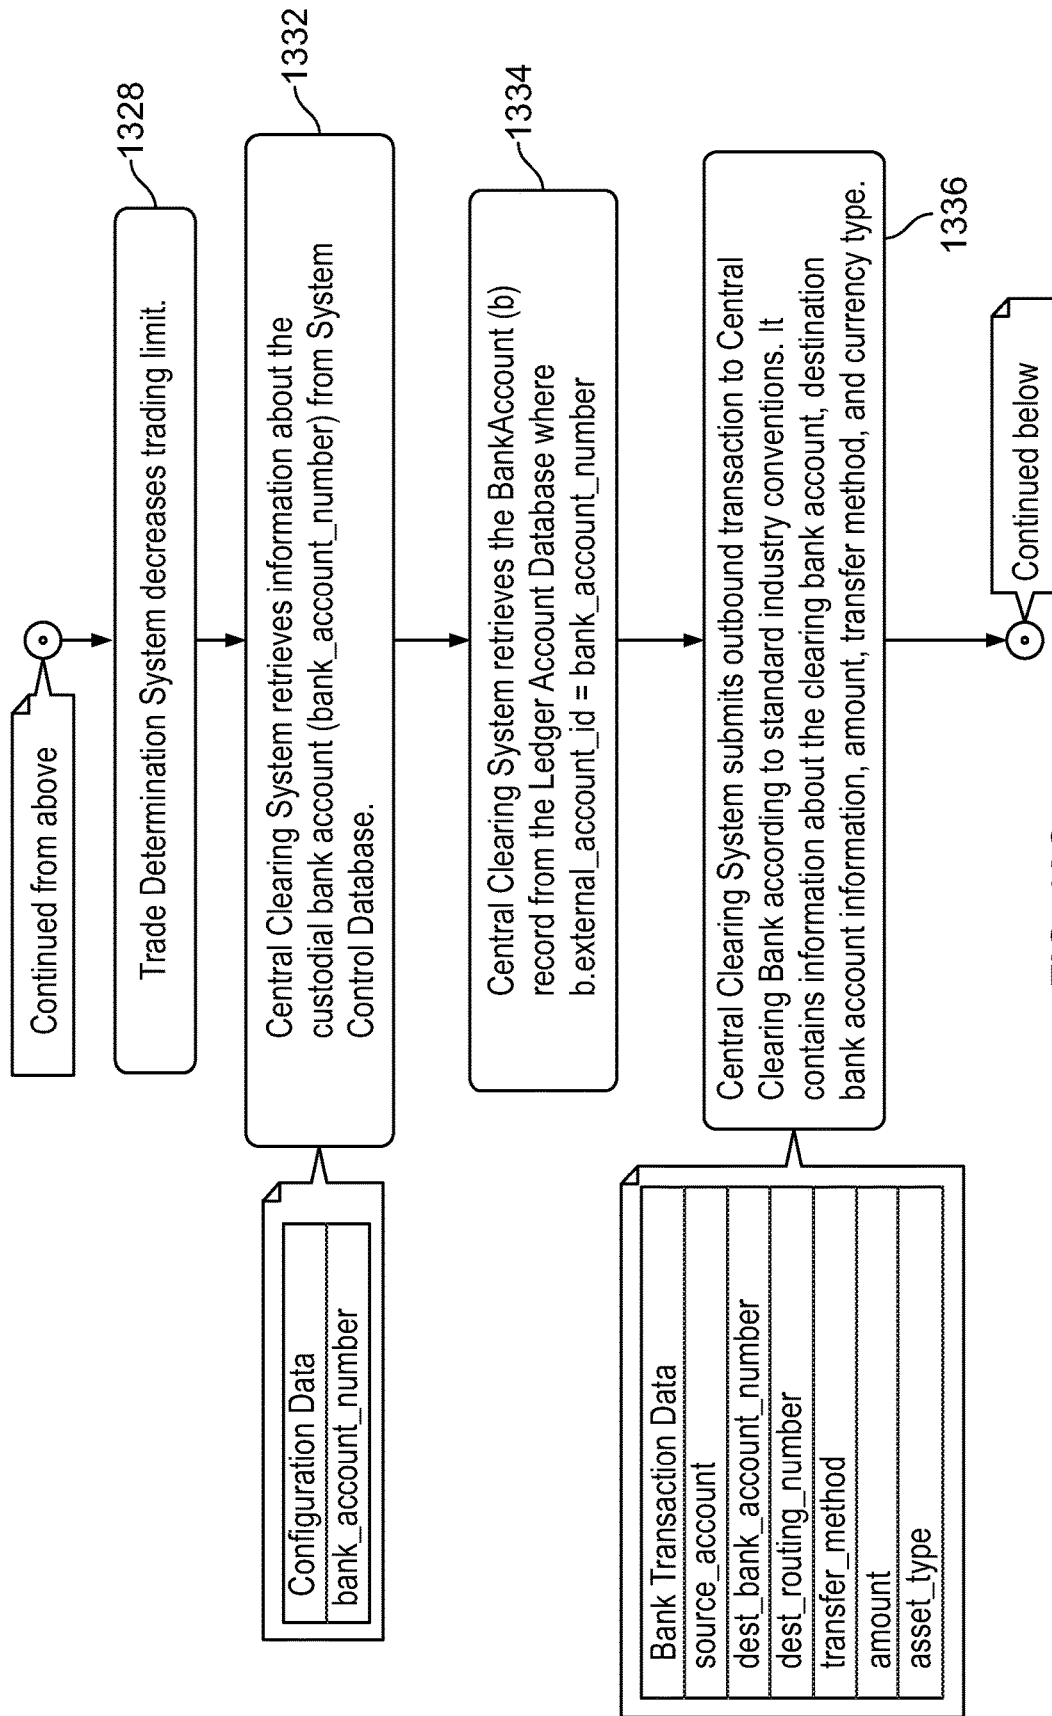 Continued from above
1328
Trade Determination System decreases trading limit.
1332
Central Clearing System retrieves information about the
custodial bank account (bank_account_number) from System
Control Database.
Configuration Data
bank_account_number
1334
Central Clearing System retrieves the BankAccount (b)
record from the Ledger Account Database where
b.external_account_id = bank_account_number
Central Clearing System submits outbound transaction to Central
Clearing Bank according to standard industry conventions. It
contains information about the clearing bank account, destination
bank account information, amount, transfer method, and currency type.
1336
Bank Transaction Data
source_account
dest_bank_account_number
dest_routing_number
transfer_method
amount
asset_type
Continued below